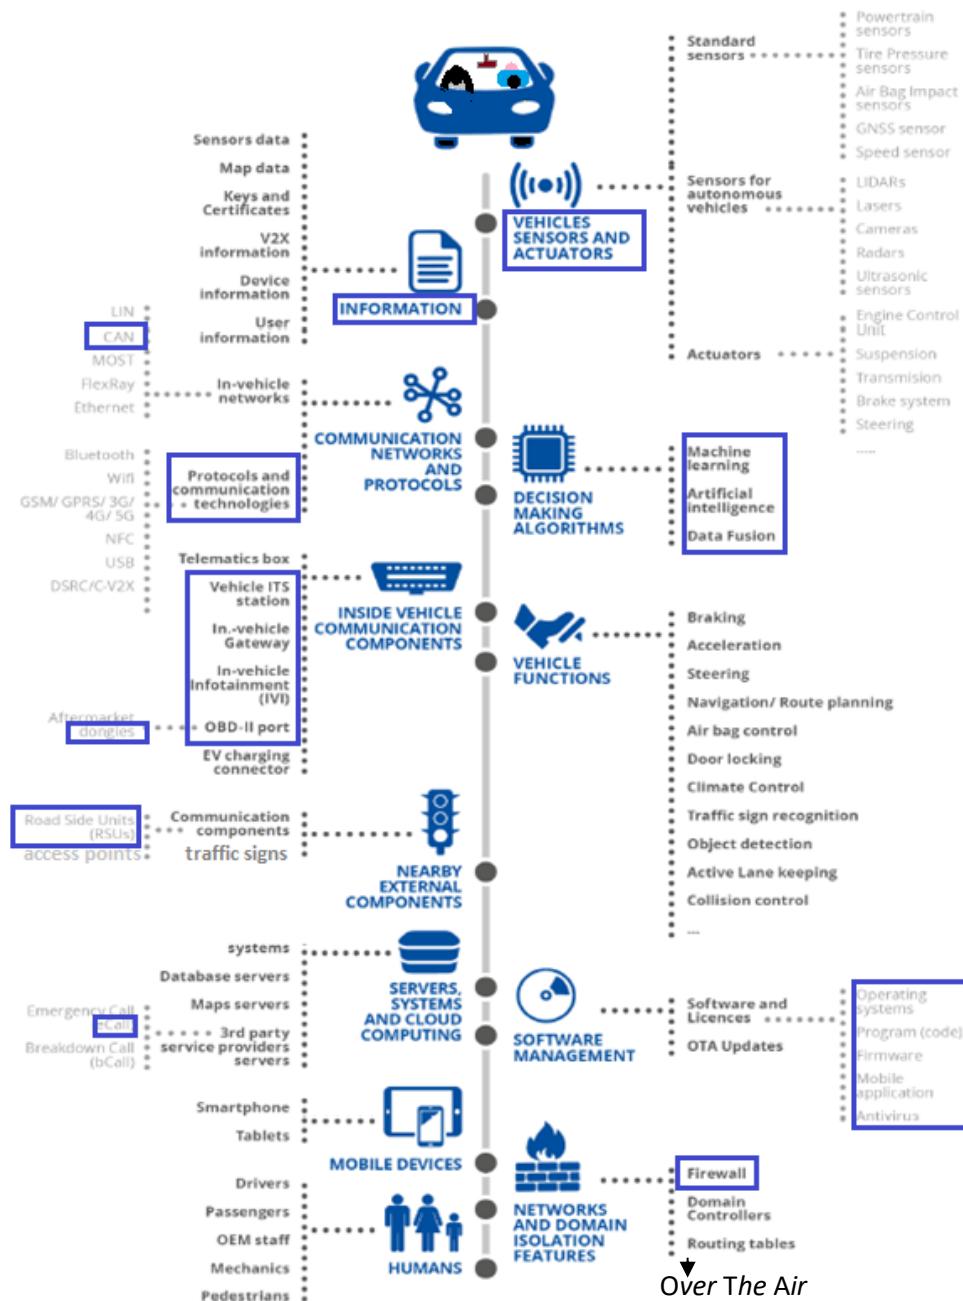 Powertrain
sensors
Standard
sensors
Tire Pressure
sensors
Air Bag Impact
sensors
GNSS sensor
Speed sensor
Sensors for
autonomous
vehicles
LIDARs
Lasers
Cameras
Radars
Ultrasonic
sensors
Engine Control
Unit
Actuators
Suspension
Transmision
Brake system
Steering
.....
VEHICLES
SENSORS AND
ACTUATORS
Sensors data
Map data
Keys and
Certificates
V2X
information
Device
information
User
information
INFORMATION
LIN
CAN
MOST
FlexRay
Ethernet
In-vehicle
networks
COMMUNICATION
NETWORKS
AND
PROTOCOLS
Bluetooth
Wifi
GSM/ GPRS/ 3G/
4G/ 5G
NFC
USB
DSRC/C-V2X
Protocols and
communication
technologies
DECISION
MAKING
ALGORITHMS
Machine
learning
Artificial
intelligence
Data Fusion
Telematics box
Vehicle ITS
station
In.-vehicle
Gateway
In-vehicle
Infotainment
(IVI)
Aftermarket
dongles
OBD-II port
EV charging
connector
INSIDE VEHICLE
COMMUNICATION
COMPONENTS
VEHICLE
FUNCTIONS
Braking
Acceleration
Steering
Navigation/ Route planning
Air bag control
Door locking
Climate Control
Traffic sign recognition
Object detection
Active Lane keeping
Collision control
...
Road Side Units
(RSUs)
access points
Communication
components
traffic signs
NEARBY
EXTERNAL
COMPONENTS
systems
Database servers
Maps servers
3rd party
service providers
servers
Emergency Call
eCall)
Breakdown Call
(bCall)
SERVERS,
SYSTEMS
AND CLOUD
COMPUTING
SOFTWARE
MANAGEMENT
Software and
Licences
OTA Updates
Operating
systems
Program (code)
Firmware
Mobile
application
Antivirus
Smartphone
Tablets
MOBILE DEVICES
NETWORKS
AND DOMAIN
ISOLATION
FEATURES
Firewall
Domain
Controllers
Routing tables
Over The Air
Drivers
Passengers
OEM staff
Mechanics
Pedestrians
HUMANS